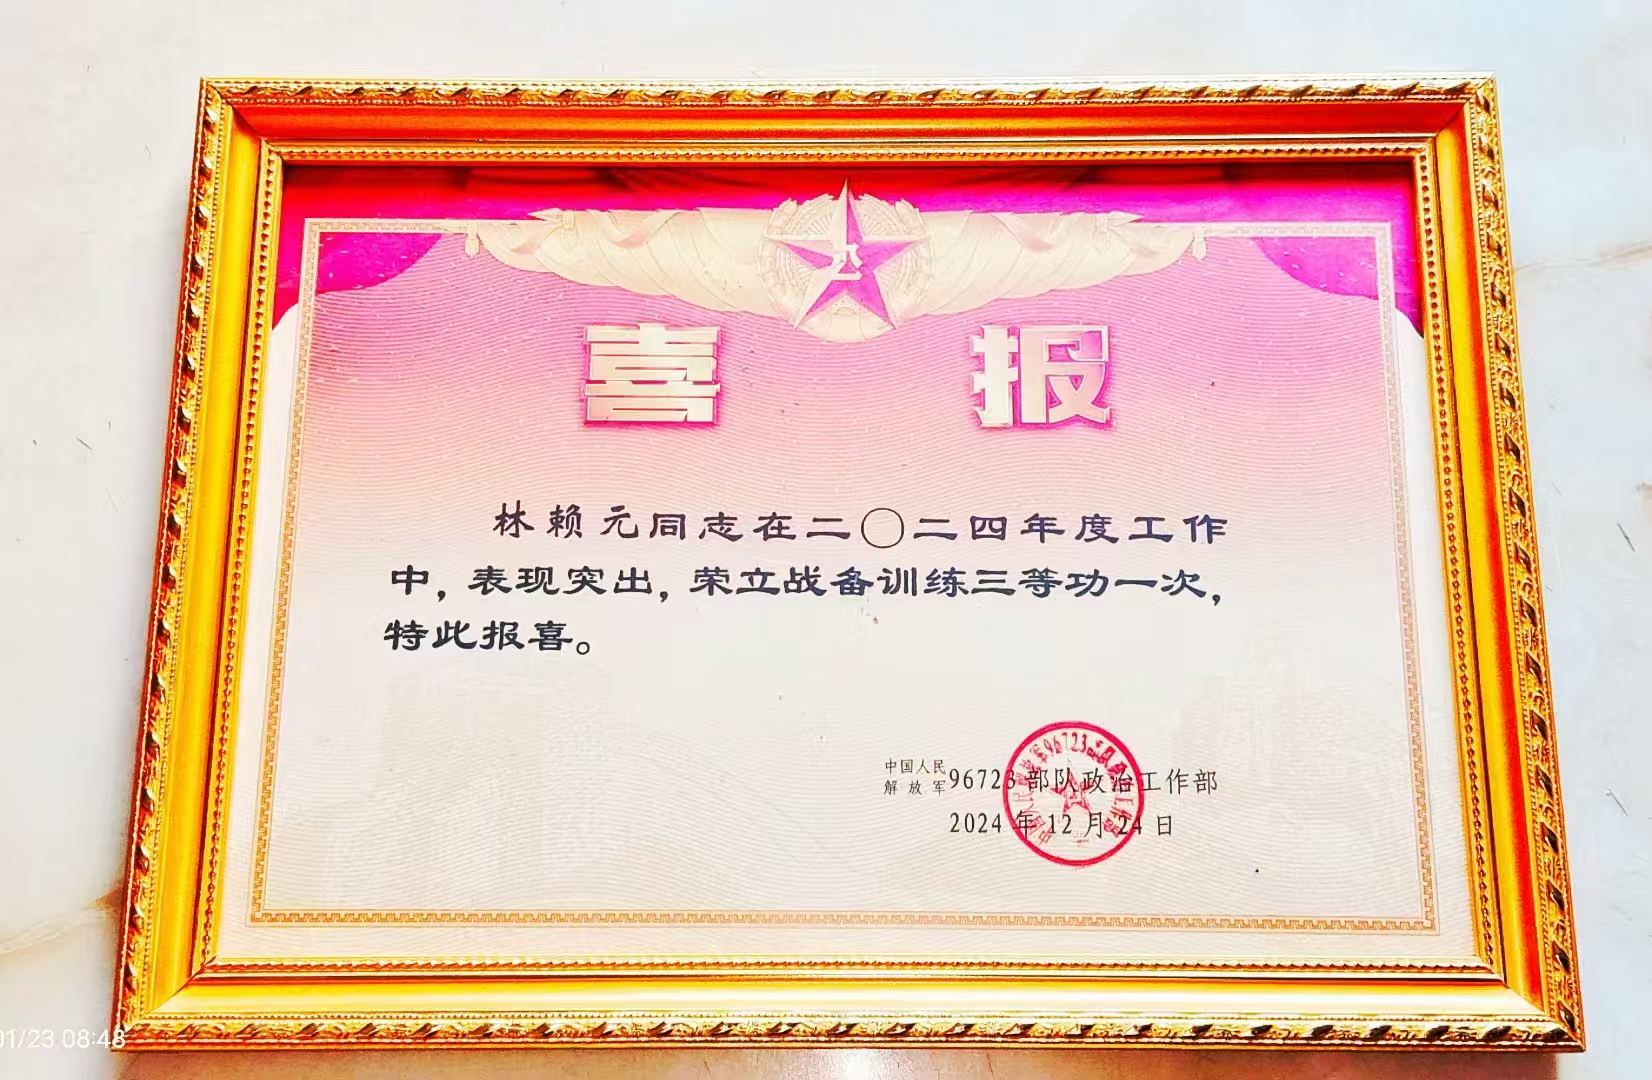 喜报
林赖元同志在二〇二四年度工作
中，表现突出，荣立战备训练三等功一次，
特此报喜。
中国人民
解放军96723部队政治工作部
2024年12月24日
01/23 08:48